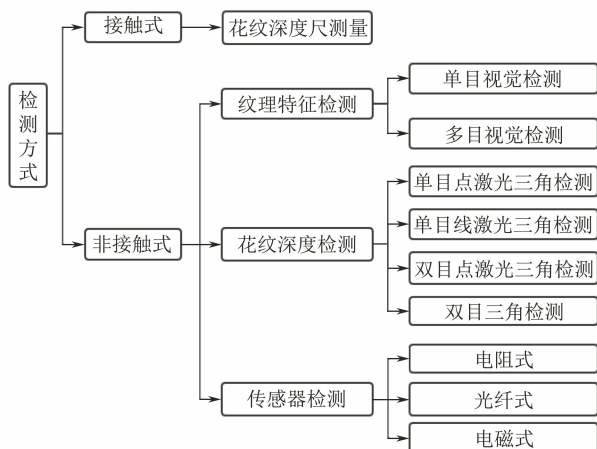 检测方式
接触式
花纹深度尺测量
非接触式
纹理特征检测
单目视觉检测
多目视觉检测
花纹深度检测
单目点激光三角检测
单目线激光三角检测
双目点激光三角检测
双目三角检测
传感器检测
电阻式
光纤式
电磁式